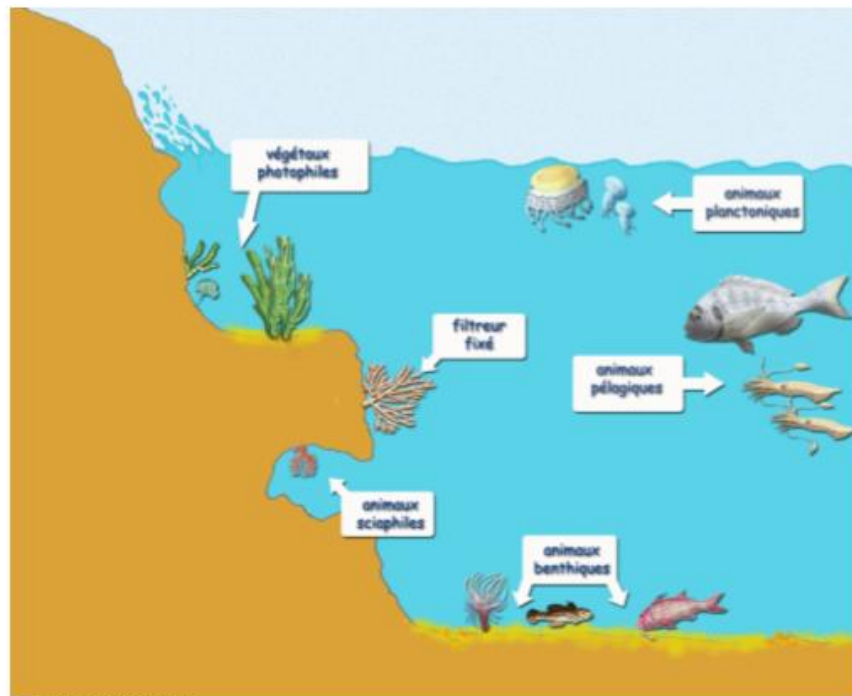 végétaux
photophiles
animaux
planctoniques
filtreur
fixé
animaux
pélagiques
animaux
sciaphiles
animaux
benthiques